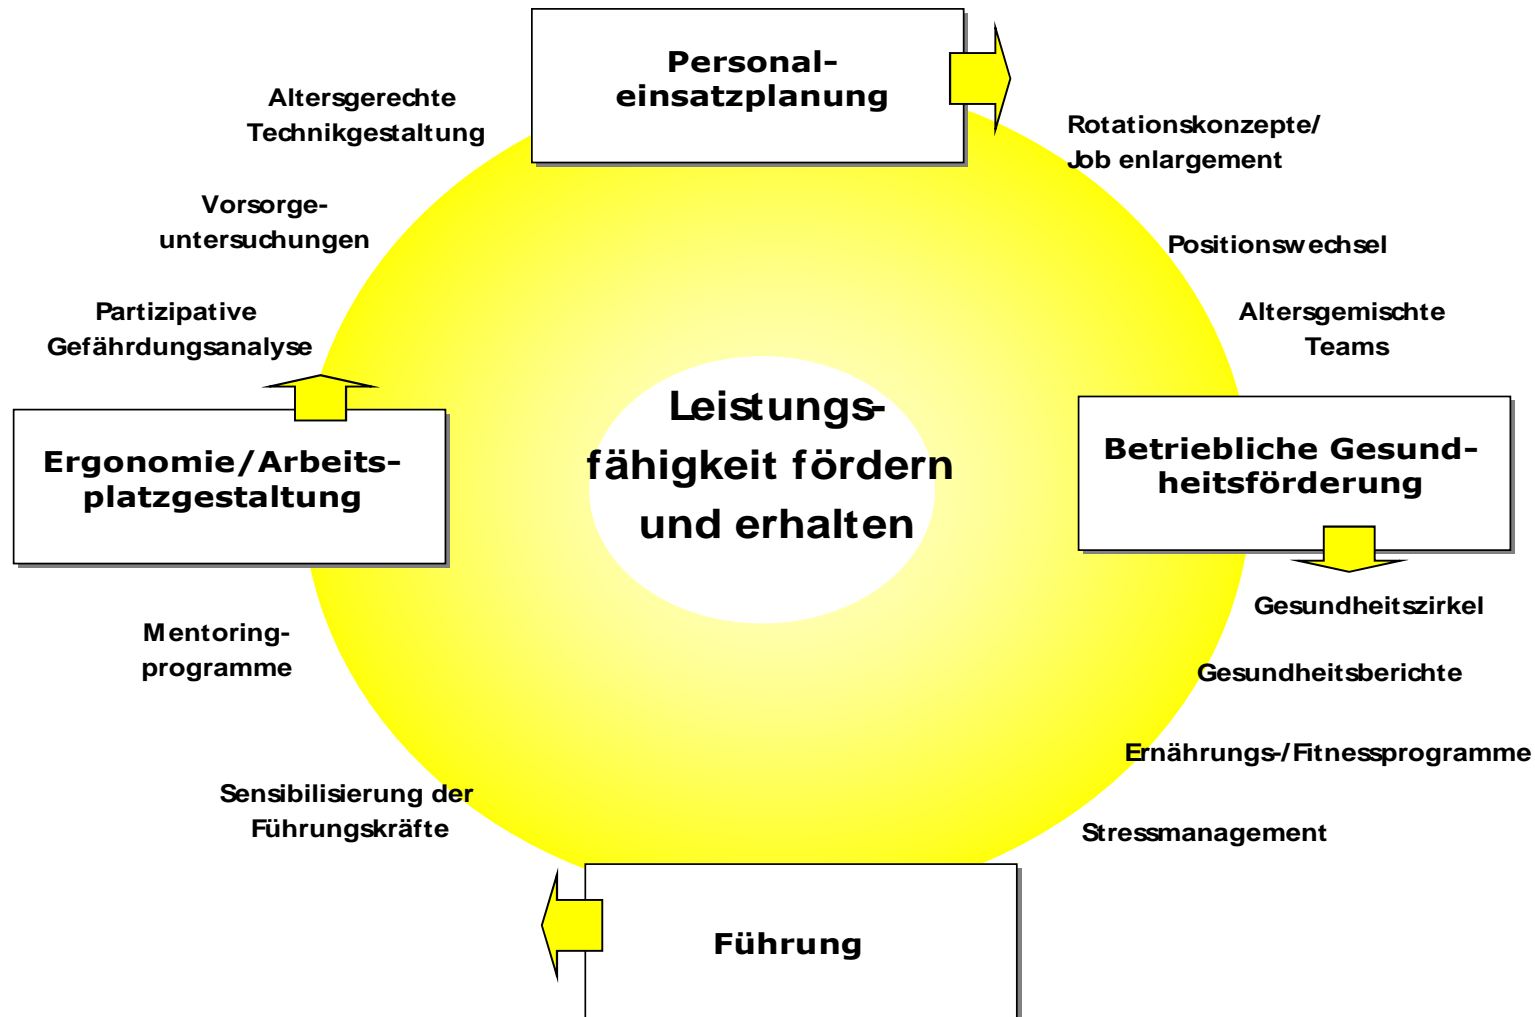 Personal-
einsatzplanung
Rotationskonzepte/
Job enlargement
Positionswechsel
Altersgemischte
Teams
Betriebliche Gesund-
heitsförderung
Gesundheitszirkel
Gesundheitsberichte
Ernährungs-/Fitnessprogramme
Stressmanagement
Führung
Sensibilisierung der
Führungskräfte
Mentoring-
programme
Ergonomie/Arbeits-
platzgestaltung
Partizipative
Gefährdungsanalyse
Vorsorge-
untersuchungen
Altersgerechte
Technikgestaltung
Leistungs-
fähigkeit fördern
und erhalten